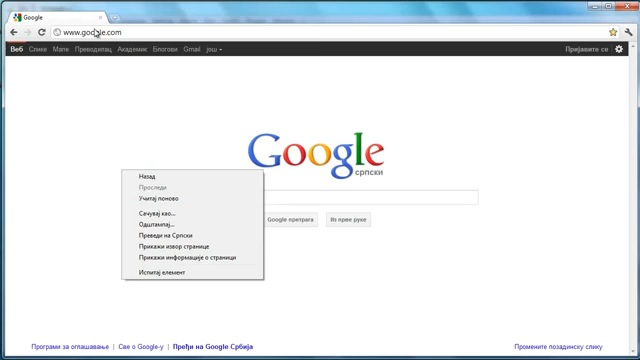 Google
www.google.com
Веб Слике Мапе Преводилац Академик Блогови Gmail још Пријавите се
Google
српски
Google претрага Из прве руке
Назад
Проследи
Учитај поново
Сачувај као...
Одштампај...
Преведи на Српски
Прикажи извор странице
Прикажи информације о страници
Испитај елемент
Програми за оглашавање Све о Google-у Пређи на Google Србија Промените позадинску слику